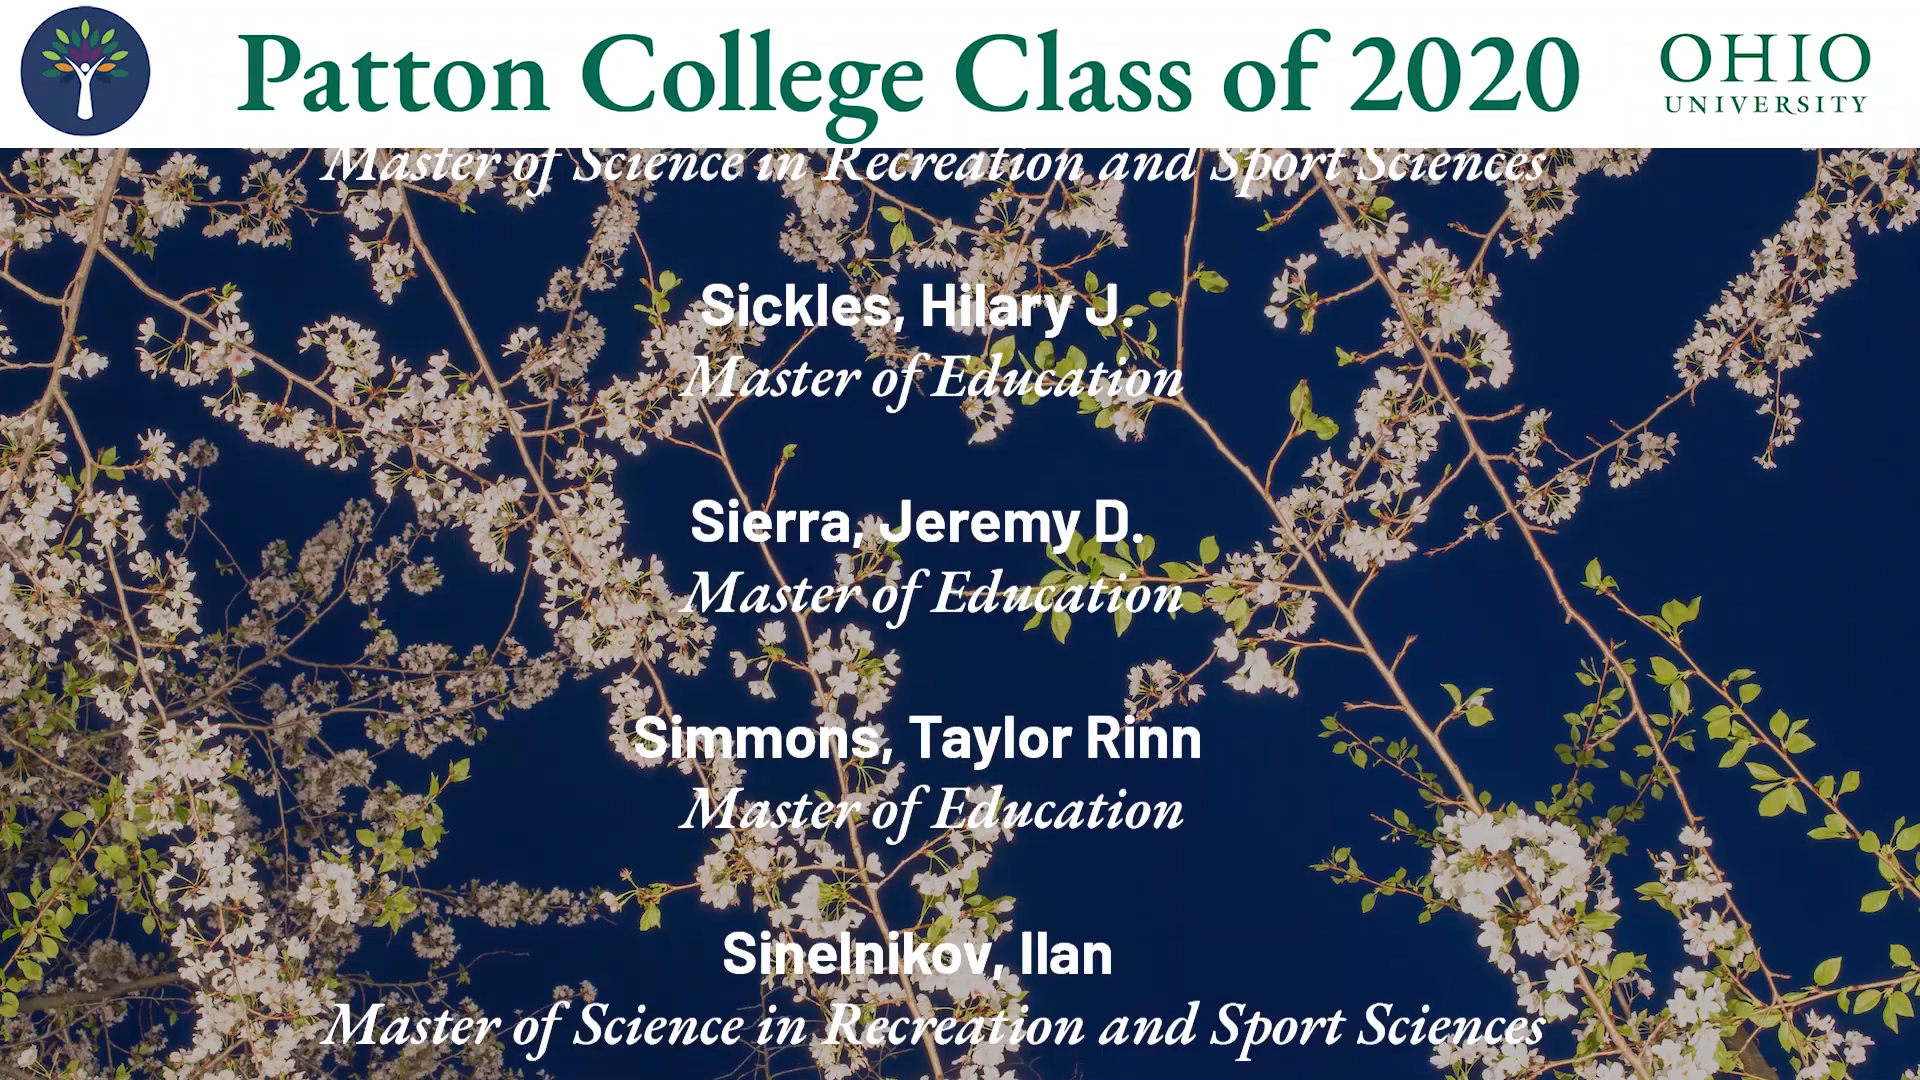 Patton College Class of 2020
OHIO
UNIVERSITY
Master of Science in Recreation and Sport Sciences
Sickles, Hilary J.
Master of Education
Sierra, Jeremy D.
Master of Education
Simmons, Taylor Rinn
Master of Education
Sinelnikov, Ilan
Master of Science in Recreation and Sport Sciences